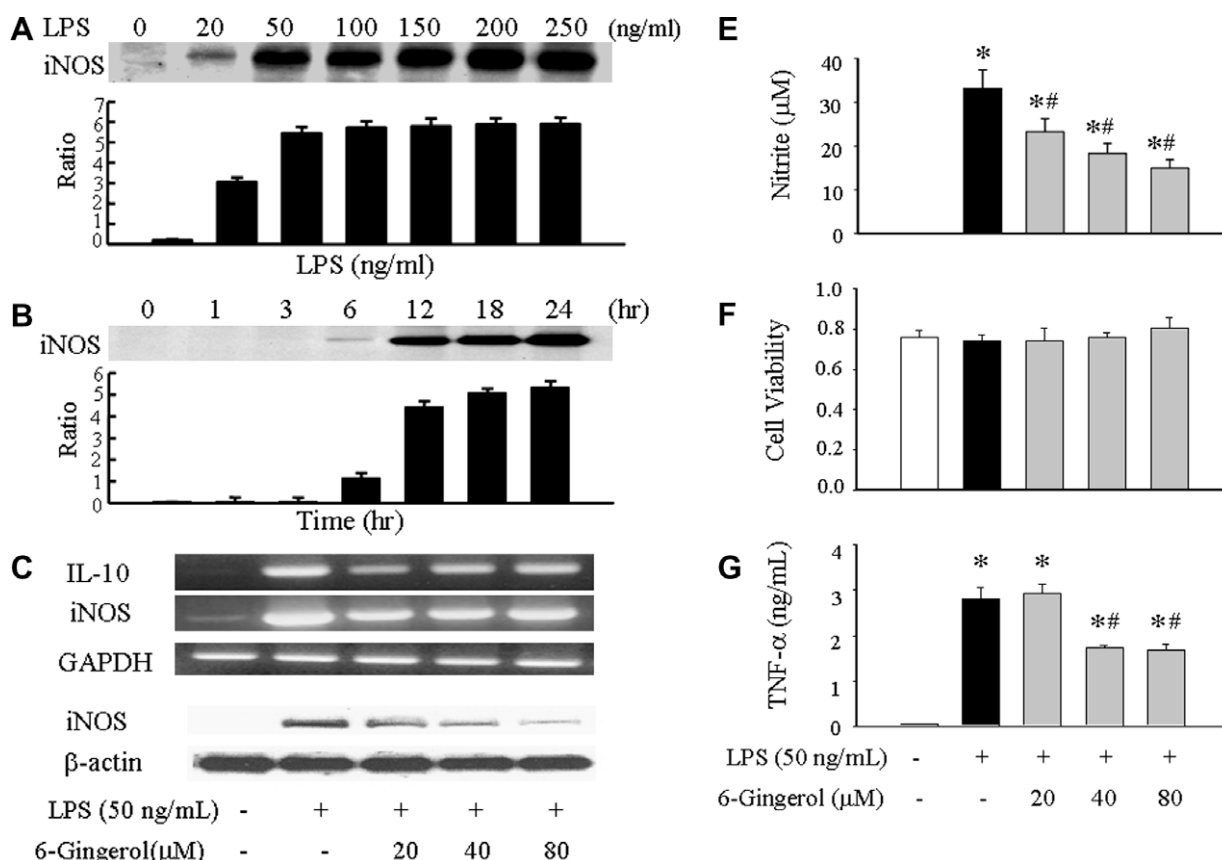 A LPS 0 20 50 100 150 200 250 (ng/ml)
iNOS
Ratio
7
6
5
4
3
2
1
0
LPS (ng/ml)
B 0 1 3 6 12 18 24 (hr)
iNOS
Ratio
6
5
4
3
2
1
0
Time (hr)
C IL-10
iNOS
GAPDH
iNOS
β-actin
LPS (50 ng/mL) - + + + +
6-Gingerol(μM) - - 20 40 80
E
Nitrite (μM)
40
30
20
10
0
* *# *# *#
F
Cell Viability
1.0
0.8
0.6
0.4
0.2
0.0
G
TNF-α (ng/mL)
4
3
2
1
0
* * *# *#
LPS (50 ng/mL) - + + + +
6-Gingerol (μM) - - 20 40 80